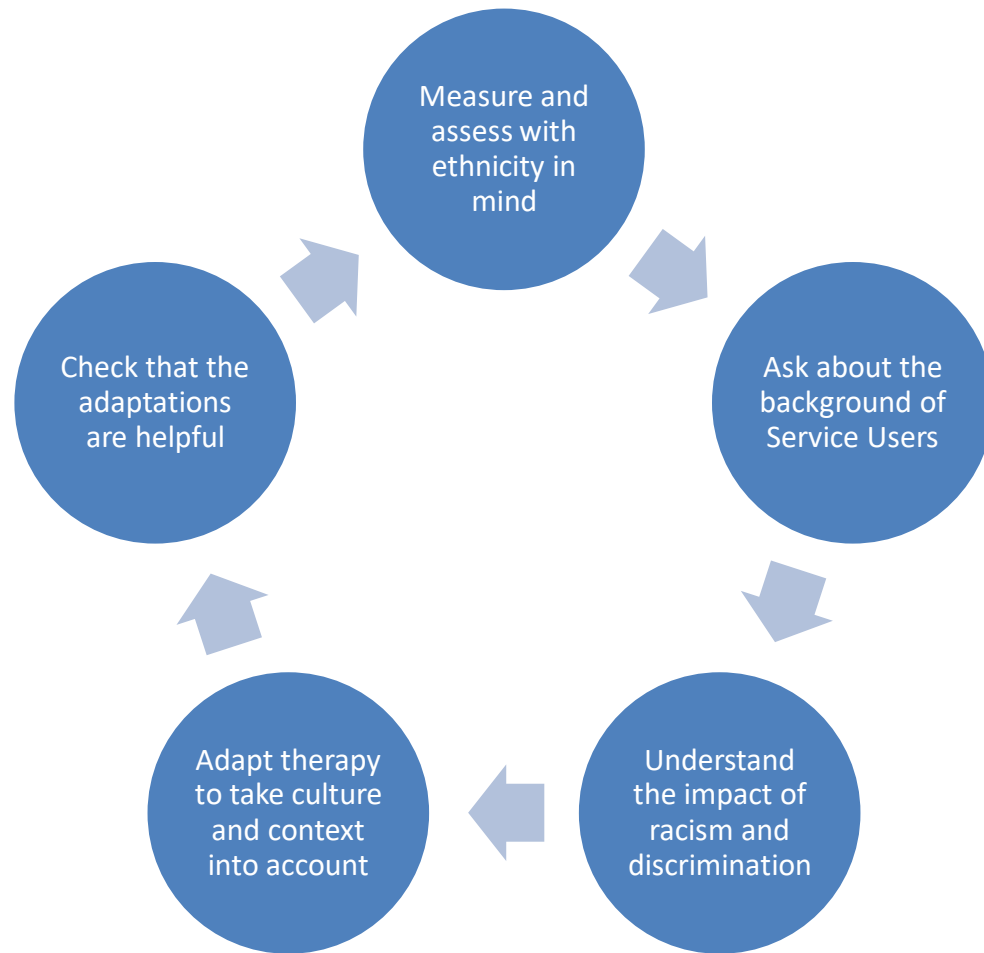 Measure and
assess with
ethnicity in
mind
Ask about the
background of
Service Users
Understand
the impact of
racism and
discrimination
Adapt therapy
to take culture
and context
into account
Check that the
adaptations
are helpful